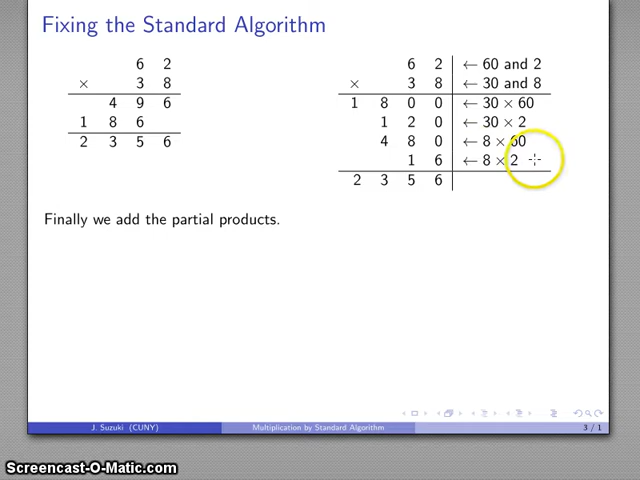 Fixing the Standard Algorithm
6 2
× 3 8
4 9 6
1 8 6
2 3 5 6
6 2 ← 60 and 2
× 3 8 ← 30 and 8
1 8 0 0 ← 30 × 60
1 2 0 ← 30 × 2
4 8 0 ← 8 × 60
1 6 ← 8 × 2
2 3 5 6
Finally we add the partial products.
J. Suzuki (CUNY) Multiplication by Standard Algorithm 3 / 1
Screencast-O-Matic.com